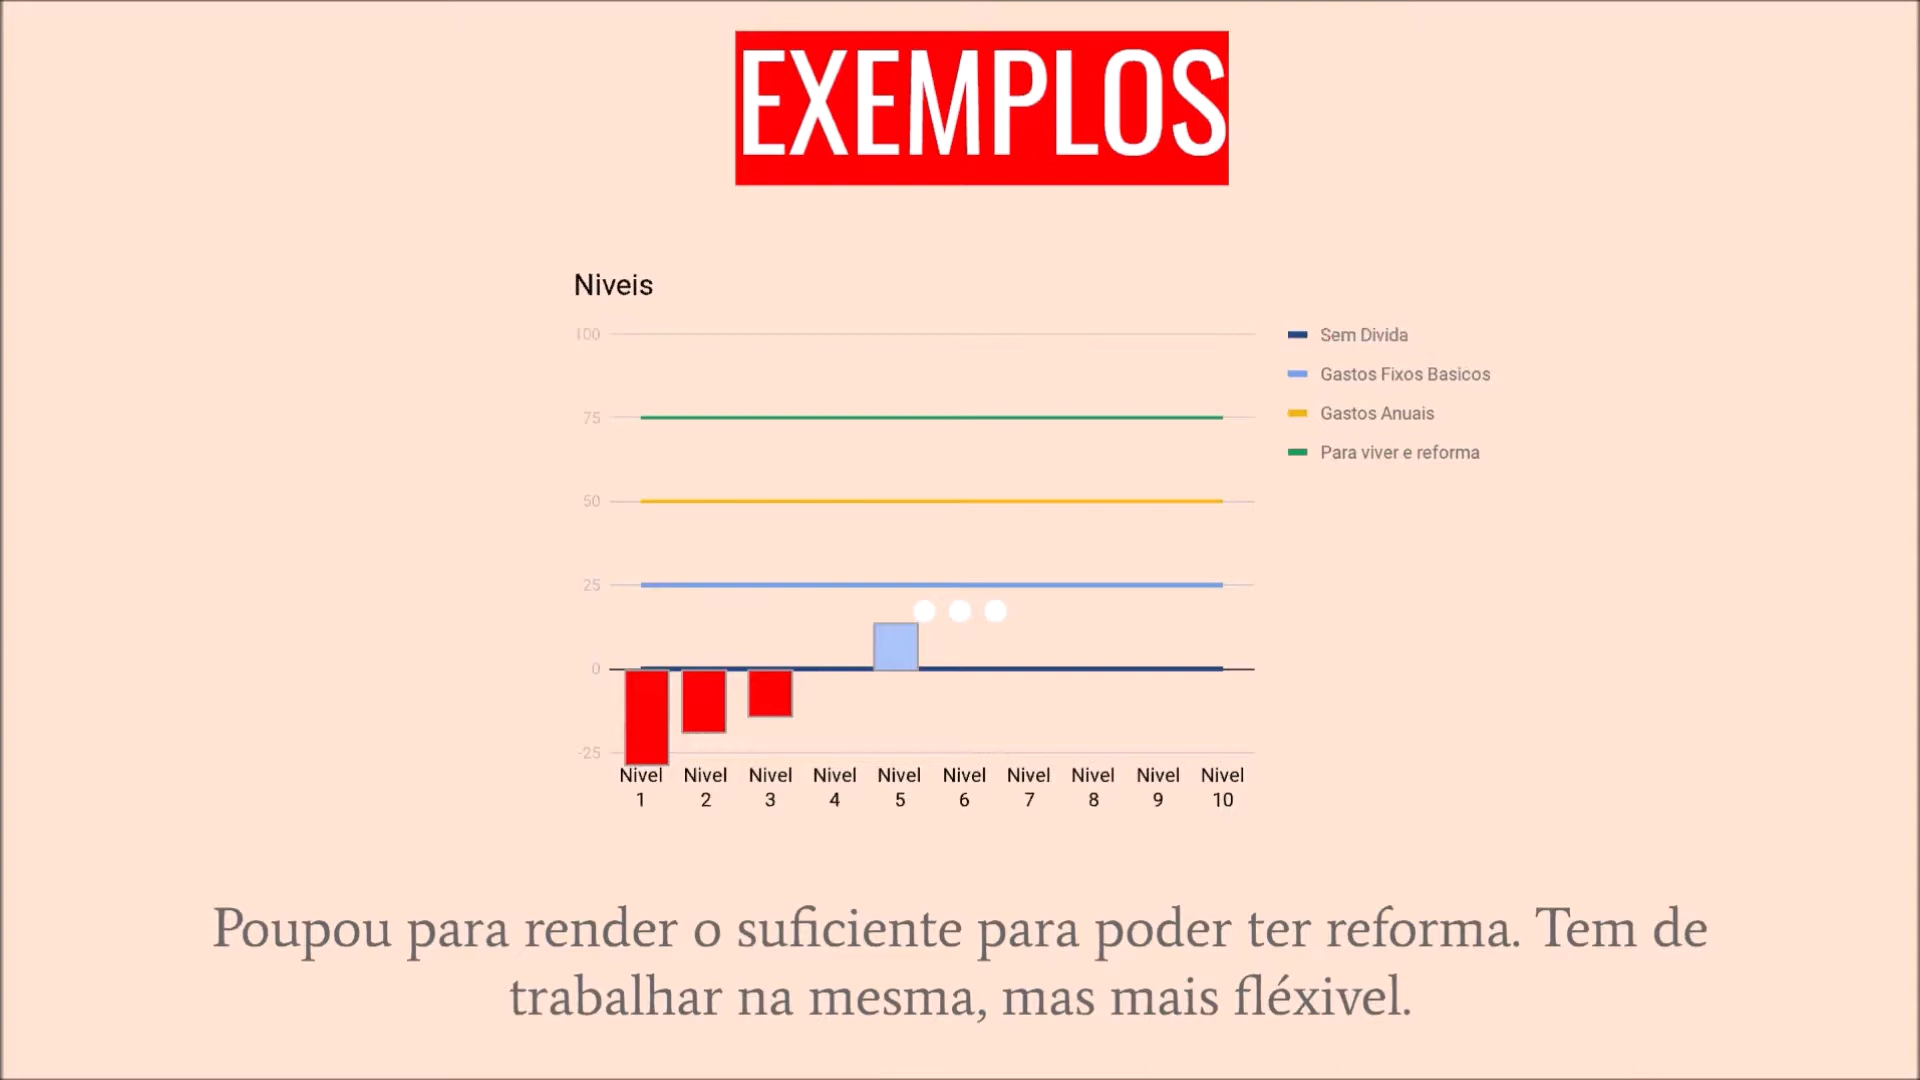 EXEMPLOS
Niveis
100
75
50
25
0
-25
Sem Divida
Gastos Fixos Basicos
Gastos Anuais
Para viver e reforma
Nivel 1
Nivel 2
Nivel 3
Nivel 4
Nivel 5
Nivel 6
Nivel 7
Nivel 8
Nivel 9
Nivel 10
Poupou para render o suficiente para poder ter reforma. Tem de
trabalhar na mesma, mas mais fléxivel.